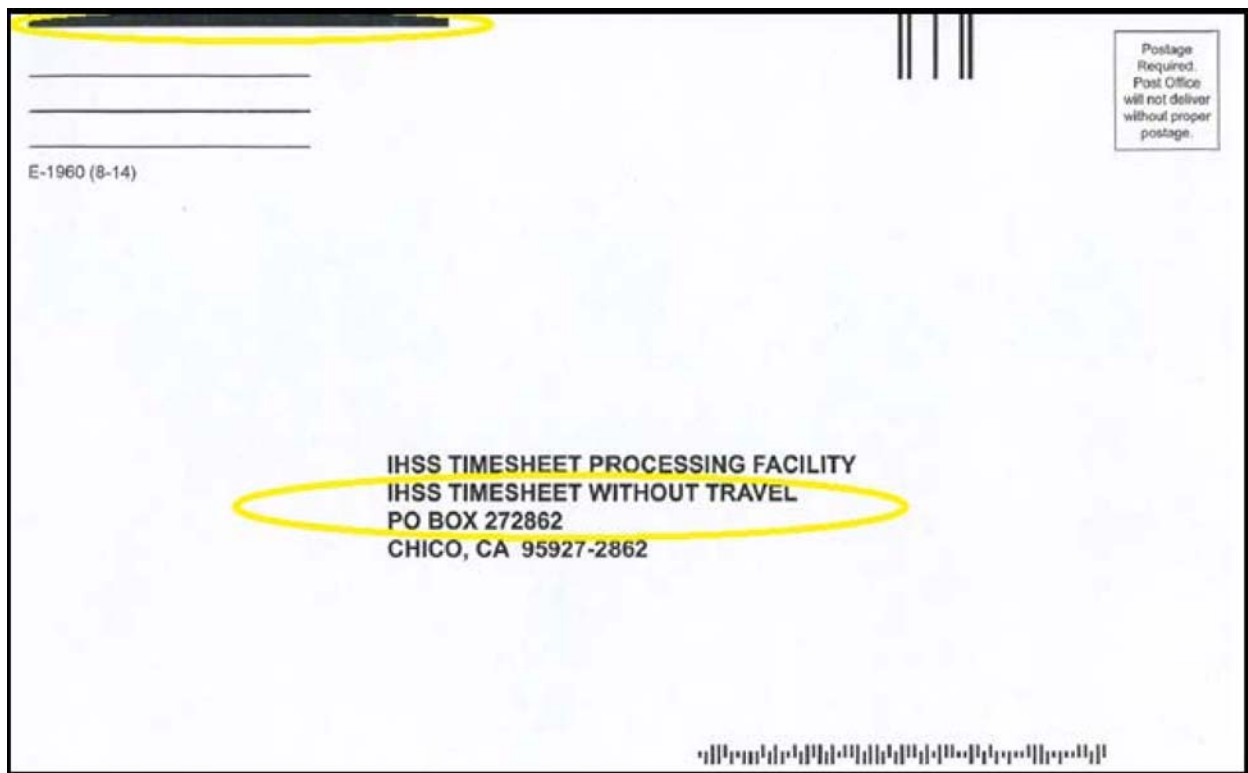 E-1960 (8-14)
Postage
Required.
Post Office
will not deliver
without proper
postage.
IHSS TIMESHEET PROCESSING FACILITY
IHSS TIMESHEET WITHOUT TRAVEL
PO BOX 272862
CHICO, CA 95927-2862